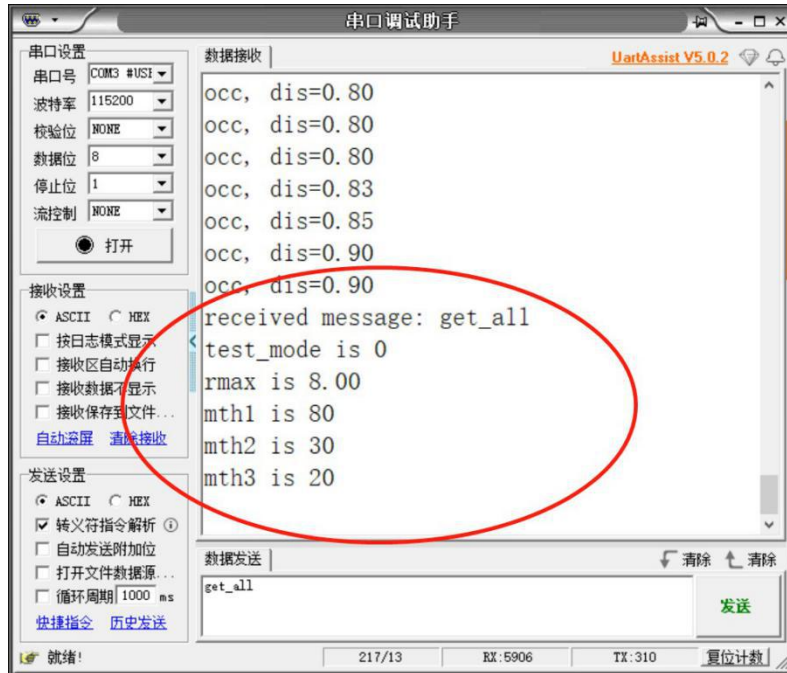 串口调试助手
串口设置
串口号 COM3 #USI
波特率 115200
校验位 NONE
数据位 8
停止位 1
流控制 NONE
打开
接收设置
ASCII HEX
按日志模式显示
接收区自动换行
接收数据不显示
接收保存到文件...
自动滚屏 清除接收
发送设置
ASCII HEX
转义符指令解析
自动发送附加位
打开文件数据源...
循环周期 1000 ms
快捷指令 历史发送
数据接收
UartAssist V5.0.2
occ, dis=0.80
occ, dis=0.80
occ, dis=0.80
occ, dis=0.83
occ, dis=0.85
occ, dis=0.90
occ, dis=0.90
received message: get_all
test_mode is 0
rmax is 8.00
mth1 is 80
mth2 is 30
mth3 is 20
数据发送
清除 清除
get_all
发送
就绪!
217/13
RX:5906
TX:310
复位计数